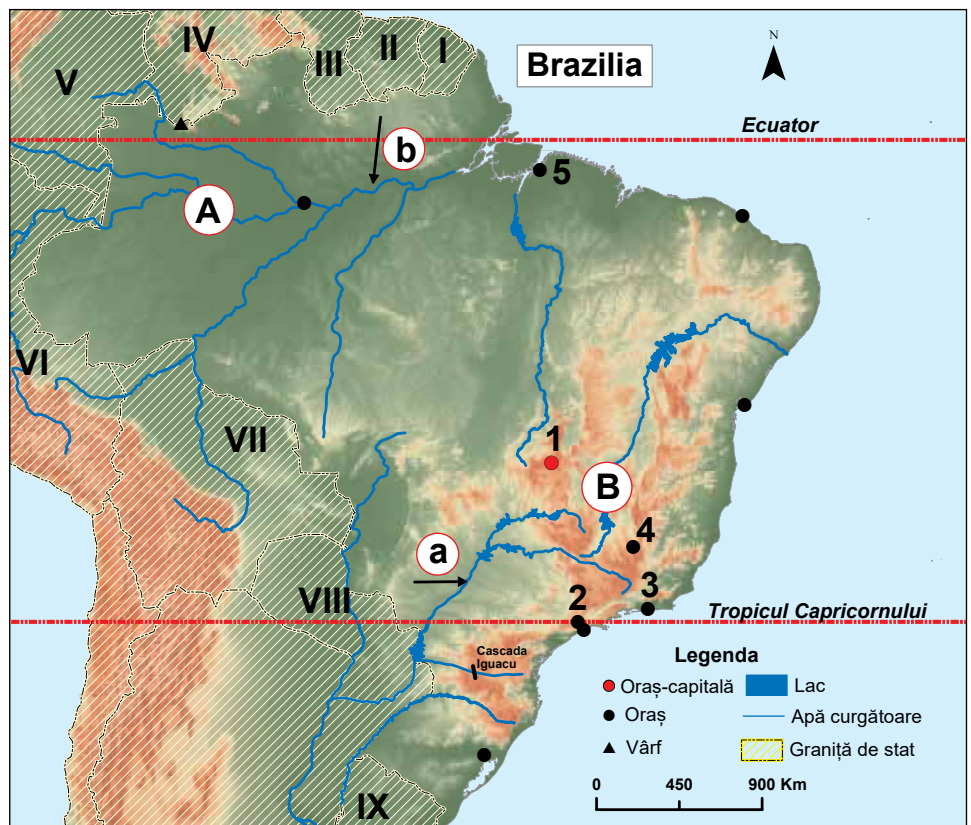 N
Brazilia
IV
III
II
I
V
Ecuator
b
5
A
VI
VII
1
B
4
a
3
VIII
2
Tropicul Capricornului
Cascada
Iguacu
IX
Legenda
Oraș-capitală
Lac
Oraș
Apă curgătoare
Vârf
Graniță de stat
0 450 900 Km